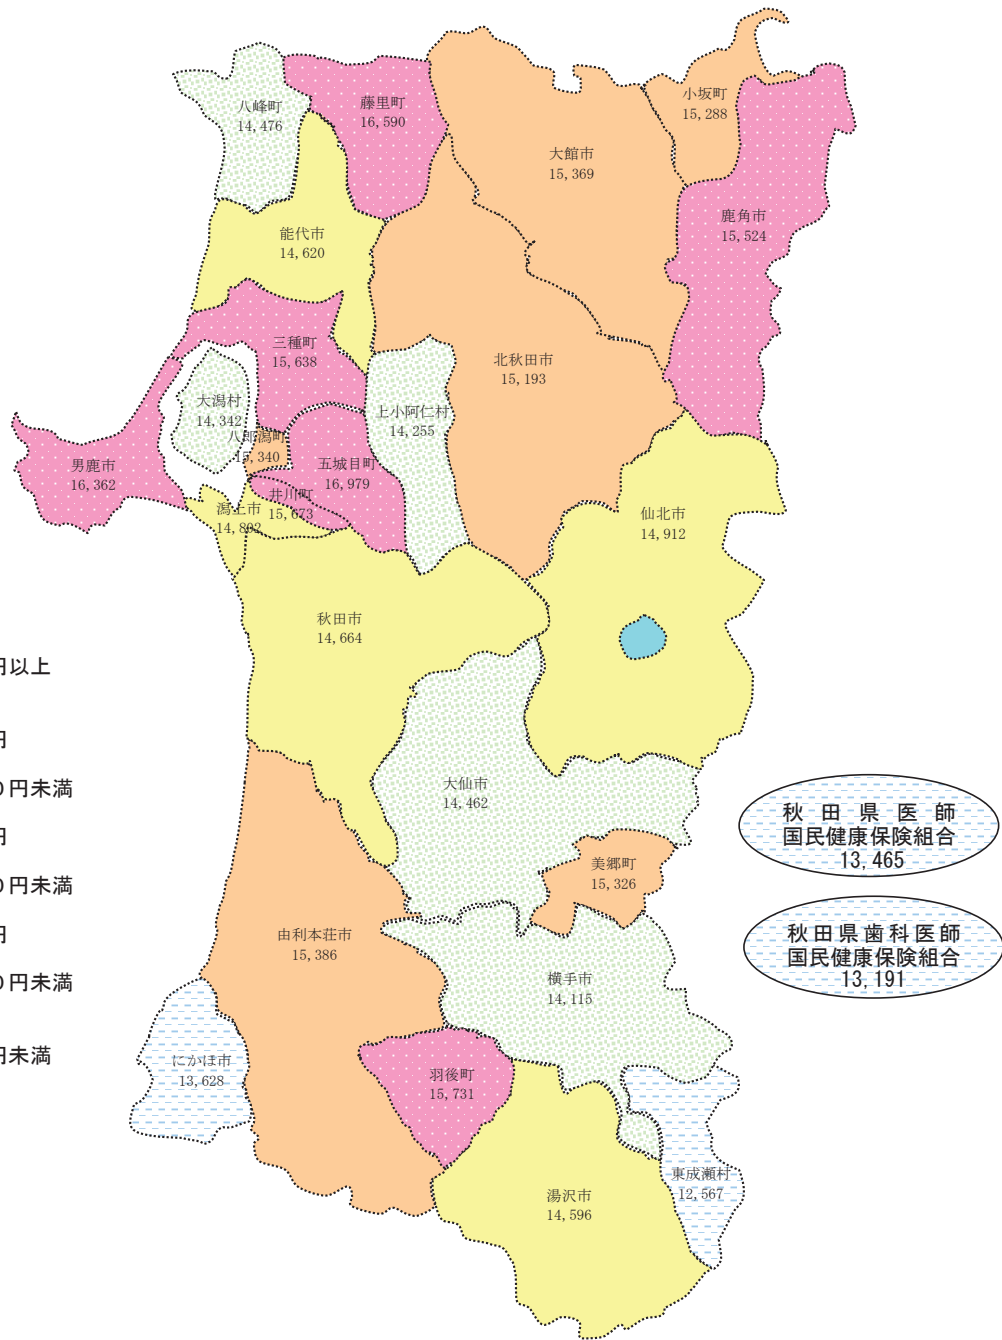 八峰町
14,476
藤里町
16,590
小坂町
15,288
大館市
15,369
鹿角市
15,524
能代市
14,620
三種町
15,638
北秋田市
15,193
大潟村
14,342
上小阿仁村
14,255
八郎潟町
15,340
男鹿市
16,362
五城目町
16,979
井川町
15,673
潟上市
14,802
仙北市
14,912
秋田市
14,664
円以上
円
0円未満
円
0円未満
円
0円未満
円未満
大仙市
14,462
美郷町
15,326
秋田県医師
国民健康保険組合
13,465
秋田県歯科医師
国民健康保険組合
13,191
由利本荘市
15,386
横手市
14,115
にかほ市
13,628
羽後町
15,731
東成瀬村
12,567
湯沢市
14,596